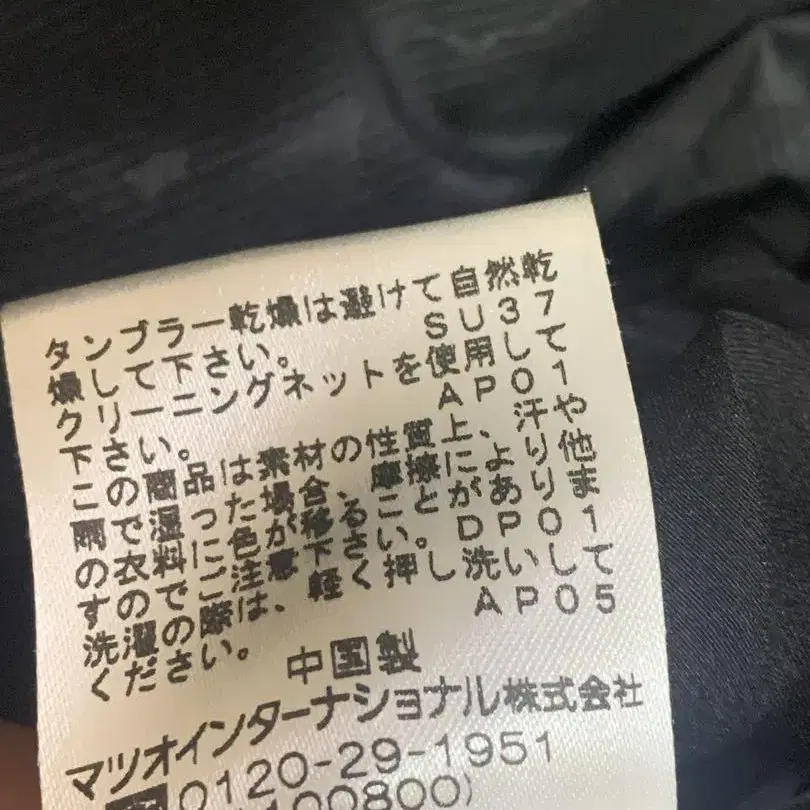 タンブラー乾燥は避けて自然乾
燥して下さい。 SU37
クリーニングネットを使用して
下さい。 AP01
この商品は素材の性質上、汗や
雨で湿った場合、摩擦により他
の衣料に色が移ることがありま
すのでご注意下さい。DP01
洗濯の際は、軽く押し洗いして
ください。 AP05
中国製
マツオインターナショナル株式会社
0120-29-1951
100800)